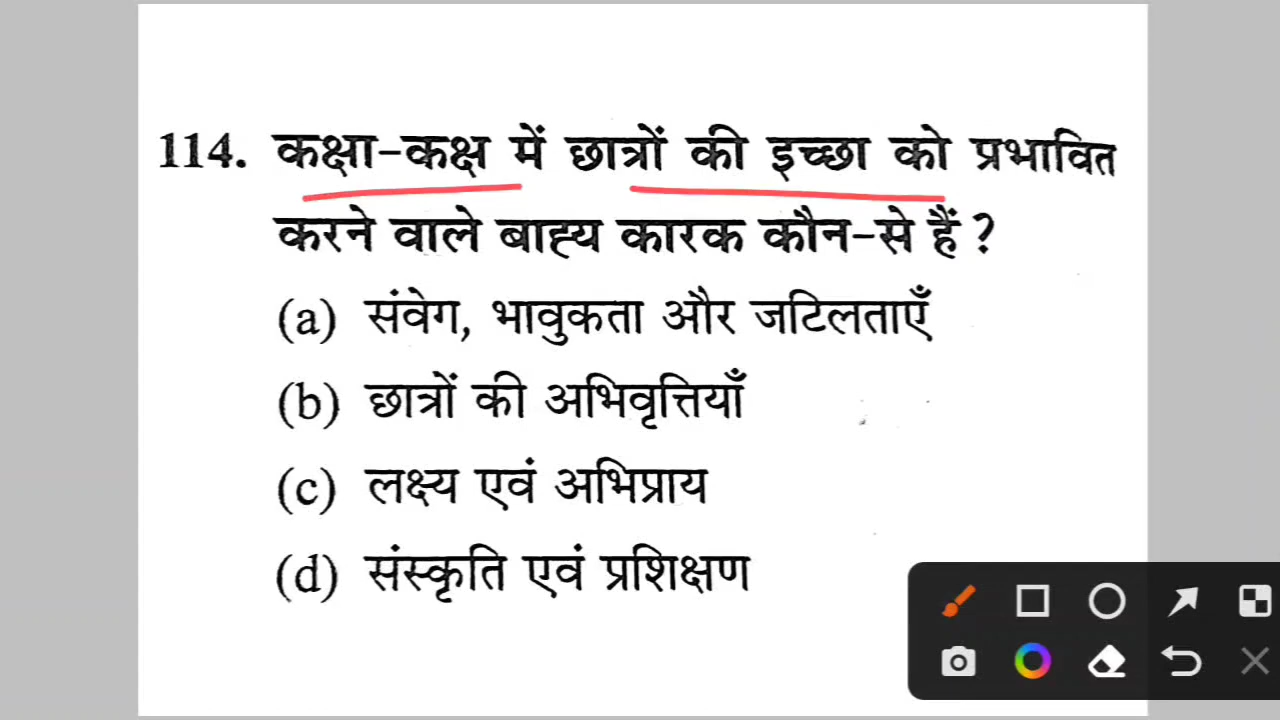 114. कक्षा-कक्ष में छात्रों की इच्छा को प्रभावित
करने वाले बाह्य कारक कौन-से हैं ?
(a) संवेग, भावुकता और जटिलताएँ
(b) छात्रों की अभिवृत्तियाँ
(c) लक्ष्य एवं अभिप्राय
(d) संस्कृति एवं प्रशिक्षण